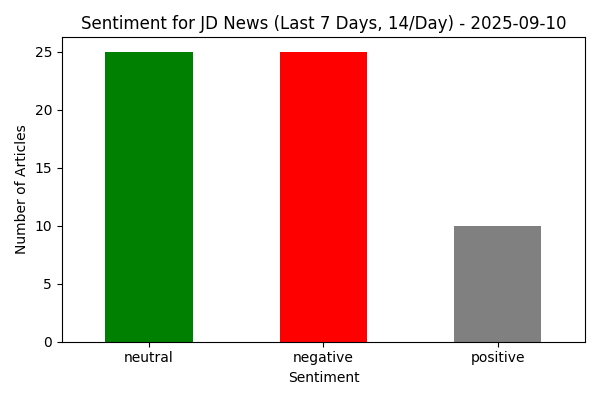 Sentiment for JD News (Last 7 Days, 14/Day) - 2025-09-10
Number of Articles
25
20
15
10
5
0
neutral negative positive
Sentiment